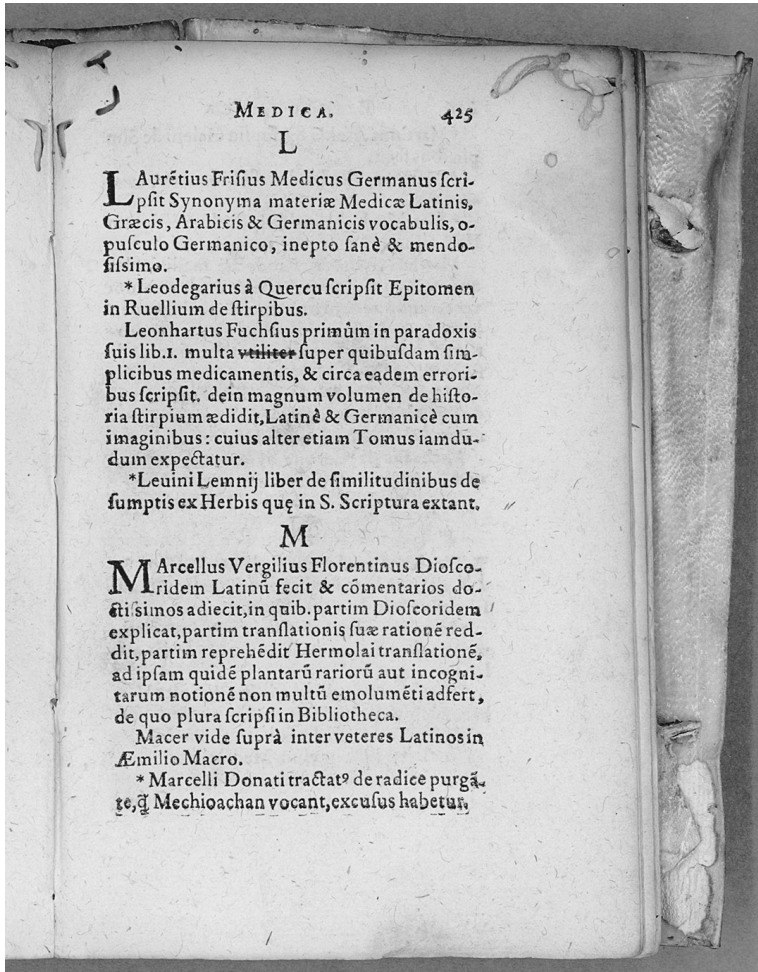 MEDICA. 425
L
LAurẽtius Friſius Medicus Germanus ſcri-
pſit Synonyma materiæ Medicæ Latinis,
Græcis, Arabicis & Germanicis vocabulis, o-
puſculo Germanico, inepto ſanè & mendo-
ſiſsimo.
*Leodegarius à Quercu ſcripſit Epitomen
in Ruellium de ſtirpibus.
Leonhartus Fuchſius primùm in paradoxis
ſuis lib.1. multa vtiliter ſuper quibuſdam ſim-
plicibus medicamentis, & circa eadem errori-
bus ſcripſit. dein magnum volumen de hiſto-
ria ſtirpium ædidit, Latinè & Germanicè cum
imaginibus: cuius alter etiam Tomus iamdu-
dum expectatur.
*Leuini Lemnij liber de ſimilitudinibus de
ſumptis ex Herbis quę in S. Scriptura extant.
M
MArcellus Vergilius Florentinus Dioſco-
ridem Latinũ fecit & cõmentarios do-
ctiſsimos adiecit, in quib. partim Dioſcoridem
explicat, partim translationis ſuæ rationẽ red-
dit, partim reprehẽdit Hermolai translationẽ,
ad ipſam quidẽ plantarũ rariorũ aut incogni-
tarum notionẽ non multũ emolumẽti adfert,
de quo plura ſcripſi in Bibliotheca.
Macer vide ſuprà inter veteres Latinos in
Æmilio Macro.
* Marcelli Donati tractatꝰ de radice purgã-
te, q̃ Mechioachan vocant, excuſus habetur.